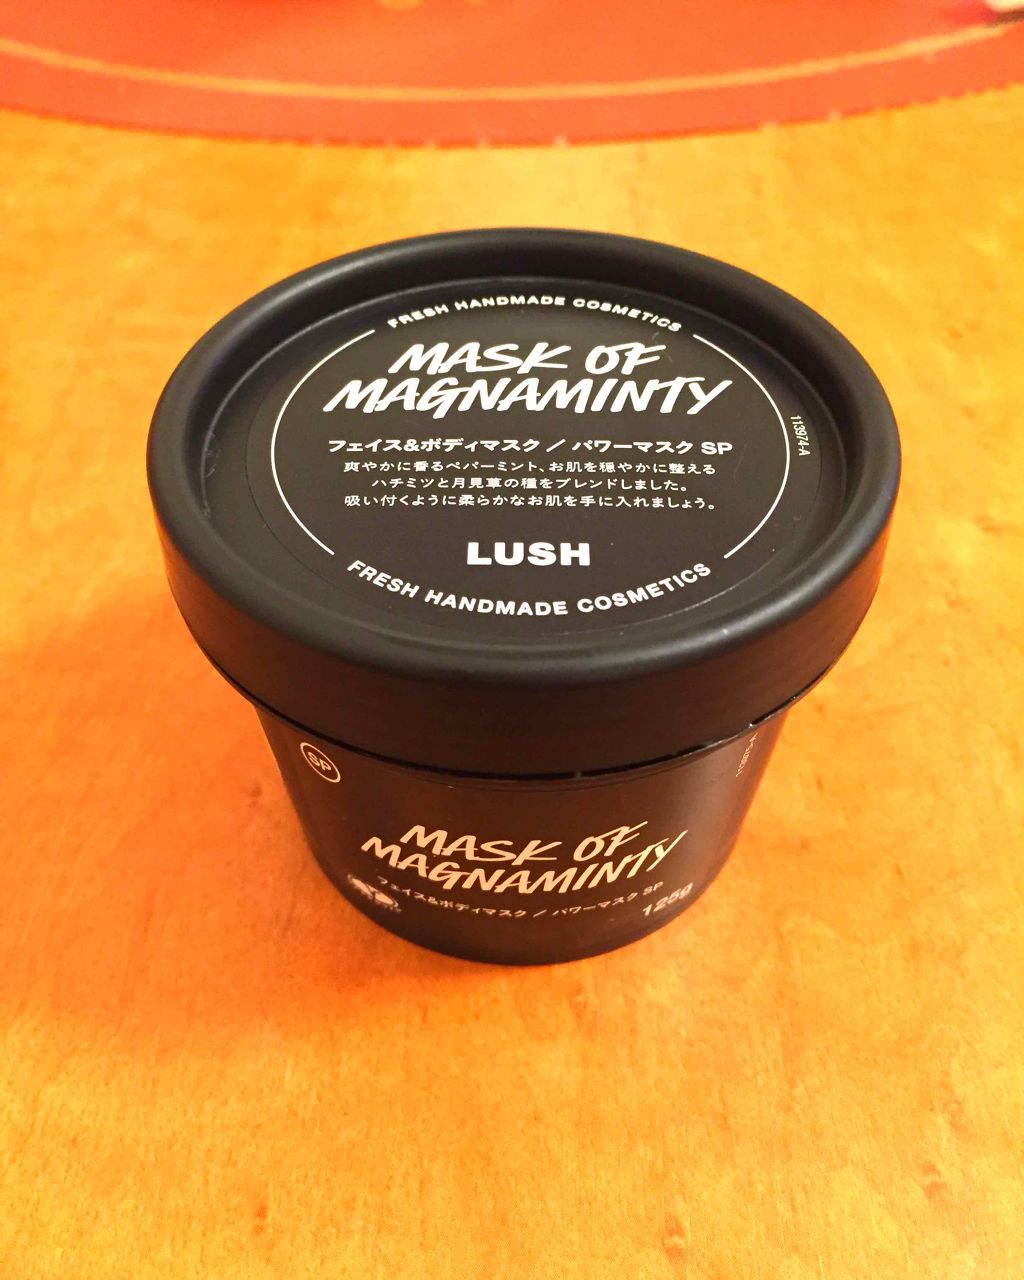 FRESH HANDMADE COSMETICS
MASK OF
MAGNAMINTY
フェイス&ボディマスク / パワーマスク SP
爽やかに香るペパーミント、お肌を穏やかに整える
ハチミツと月見草の種をブレンドしました。
吸い付くように柔らかなお肌を手に入れましょう。
LUSH
FRESH HANDMADE COSMETICS
113974-A
SP
MASK OF
MAGNAMINTY
フェイス&ボディマスク / パワーマスク SP
125g